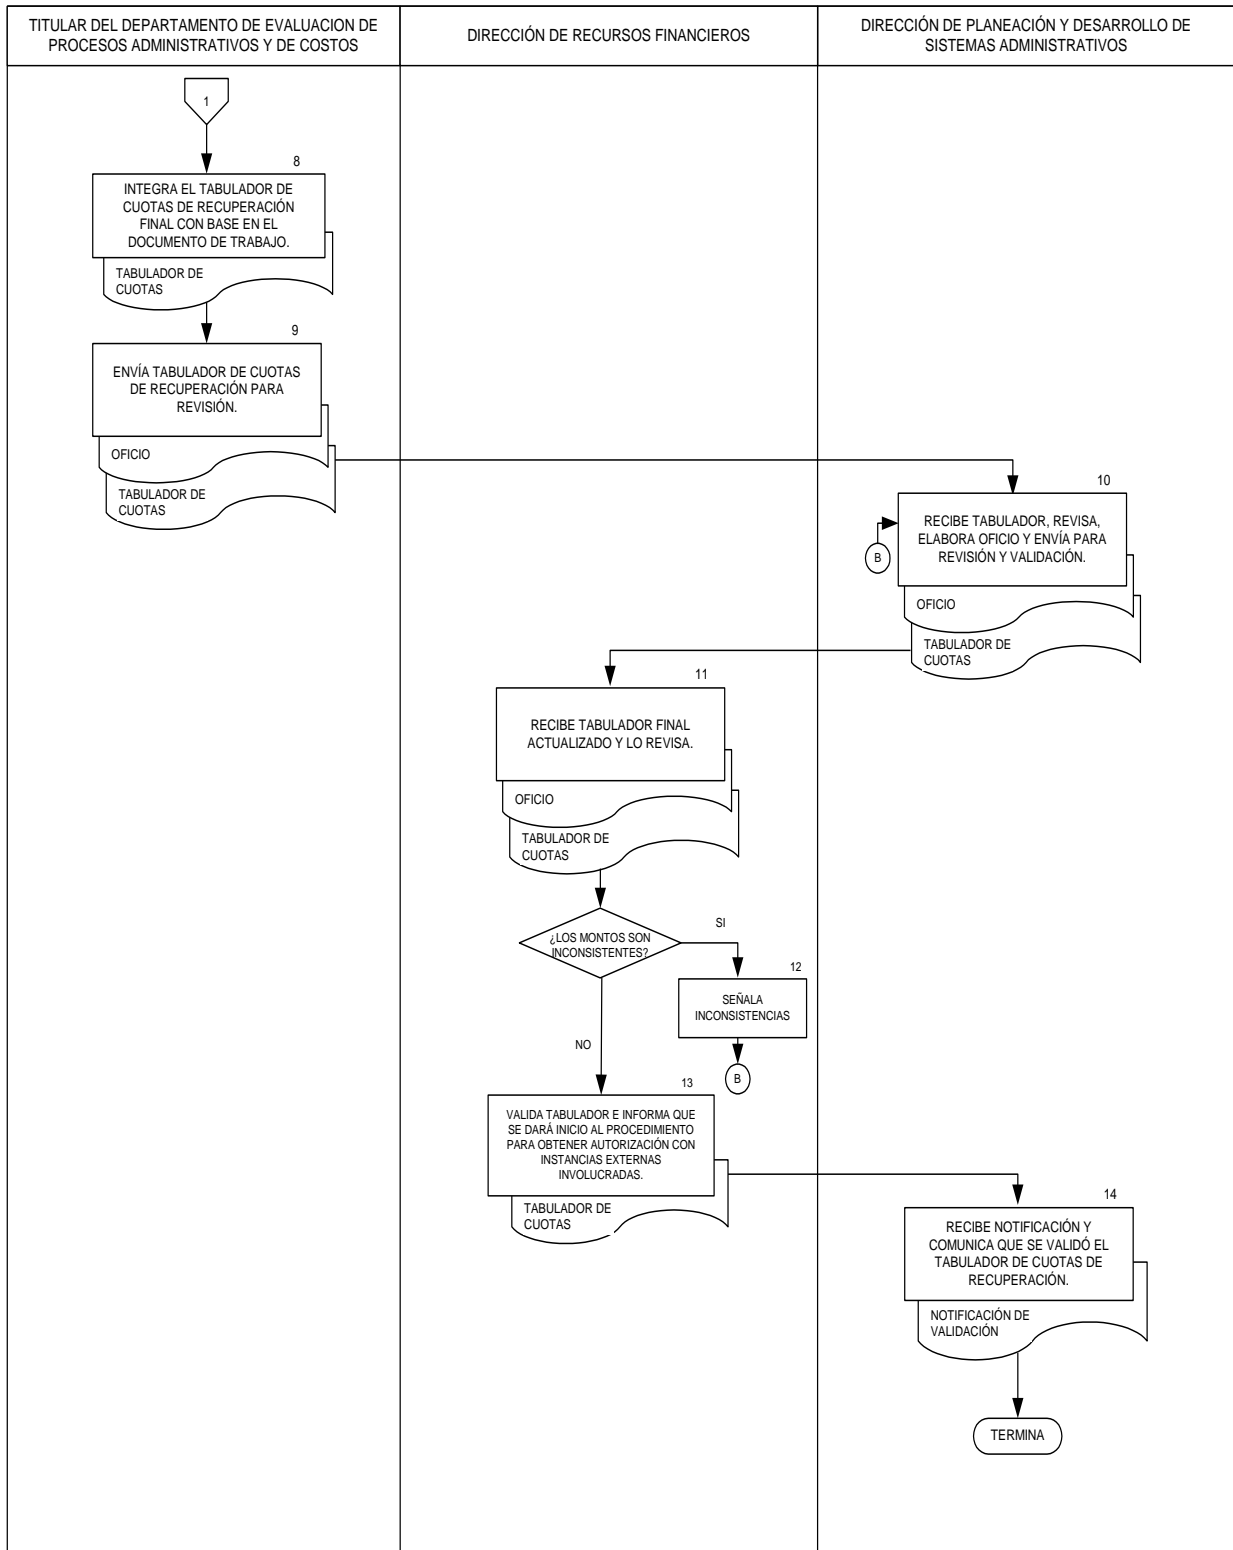 TITULAR DEL DEPARTAMENTO DE EVALUACION DE
PROCESOS ADMINISTRATIVOS Y DE COSTOS
DIRECCIÓN DE RECURSOS FINANCIEROS
DIRECCIÓN DE PLANEACIÓN Y DESARROLLO DE
SISTEMAS ADMINISTRATIVOS
1
8
INTEGRA EL TABULADOR DE
CUOTAS DE RECUPERACIÓN
FINAL CON BASE EN EL
DOCUMENTO DE TRABAJO.
TABULADOR DE
CUOTAS
9
ENVÍA TABULADOR DE CUOTAS
DE RECUPERACIÓN PARA
REVISIÓN.
OFICIO
TABULADOR DE
CUOTAS
10
RECIBE TABULADOR, REVISA,
ELABORA OFICIO Y ENVÍA PARA
REVISIÓN Y VALIDACIÓN.
B
OFICIO
TABULADOR DE
CUOTAS
11
RECIBE TABULADOR FINAL
ACTUALIZADO Y LO REVISA.
OFICIO
TABULADOR DE
CUOTAS
¿LOS MONTOS SON
INCONSISTENTES?
SI
12
SEÑALA
INCONSISTENCIAS
B
NO
13
VALIDA TABULADOR E INFORMA QUE
SE DARÁ INICIO AL PROCEDIMIENTO
PARA OBTENER AUTORIZACIÓN CON
INSTANCIAS EXTERNAS
INVOLUCRADAS.
TABULADOR DE
CUOTAS
14
RECIBE NOTIFICACIÓN Y
COMUNICA QUE SE VALIDÓ EL
TABULADOR DE CUOTAS DE
RECUPERACIÓN.
NOTIFICACIÓN DE
VALIDACIÓN
TERMINA